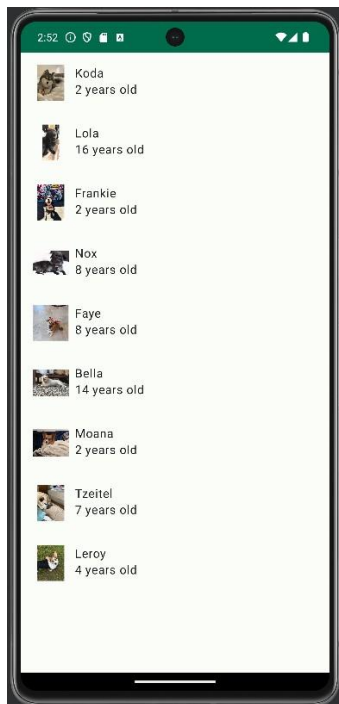 2:52
Koda
2 years old
Lola
16 years old
Frankie
2 years old
Nox
8 years old
Faye
8 years old
Bella
14 years old
Moana
2 years old
Tzeitel
7 years old
Leroy
4 years old